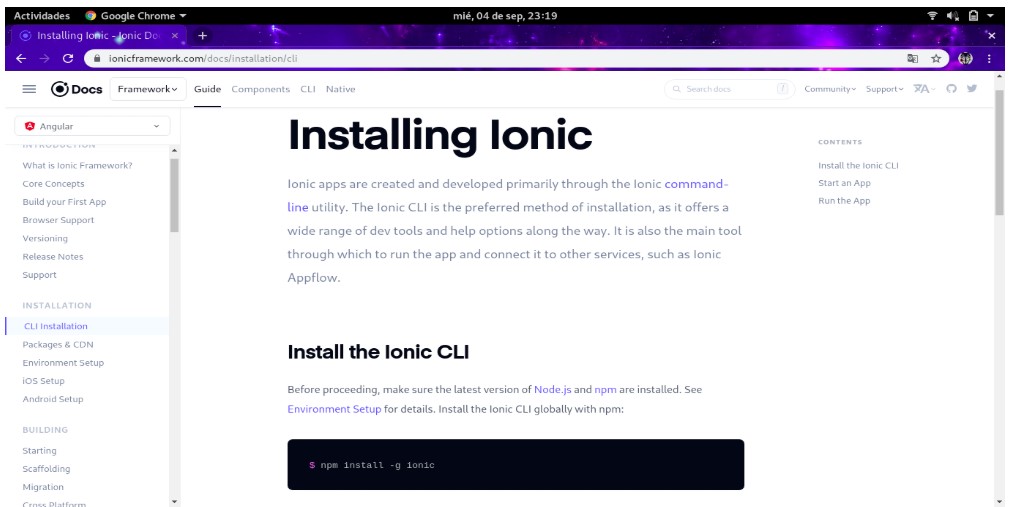 Actividades Google Chrome mié, 04 de sep, 23:19
Installing Ionic - Ionic Do
ionicframework.com/docs/installation/cli
Docs Framework Guide Components CLI Native Search docs / Community Support
Angular
INTRODUCTION
What is Ionic Framework?
Core Concepts
Build your First App
Browser Support
Versioning
Release Notes
Support
INSTALLATION
CLI Installation
Packages & CDN
Environment Setup
iOS Setup
Android Setup
BUILDING
Starting
Scaffolding
Migration
Cross Platform
Installing Ionic
Ionic apps are created and developed primarily through the Ionic command-
line utility. The Ionic CLI is the preferred method of installation, as it offers a
wide range of dev tools and help options along the way. It is also the main tool
through which to run the app and connect it to other services, such as Ionic
Appflow.
Install the Ionic CLI
Before proceeding, make sure the latest version of Node.js and npm are installed. See
Environment Setup for details. Install the Ionic CLI globally with npm:
$ npm install -g ionic
CONTENTS
Install the Ionic CLI
Start an App
Run the App